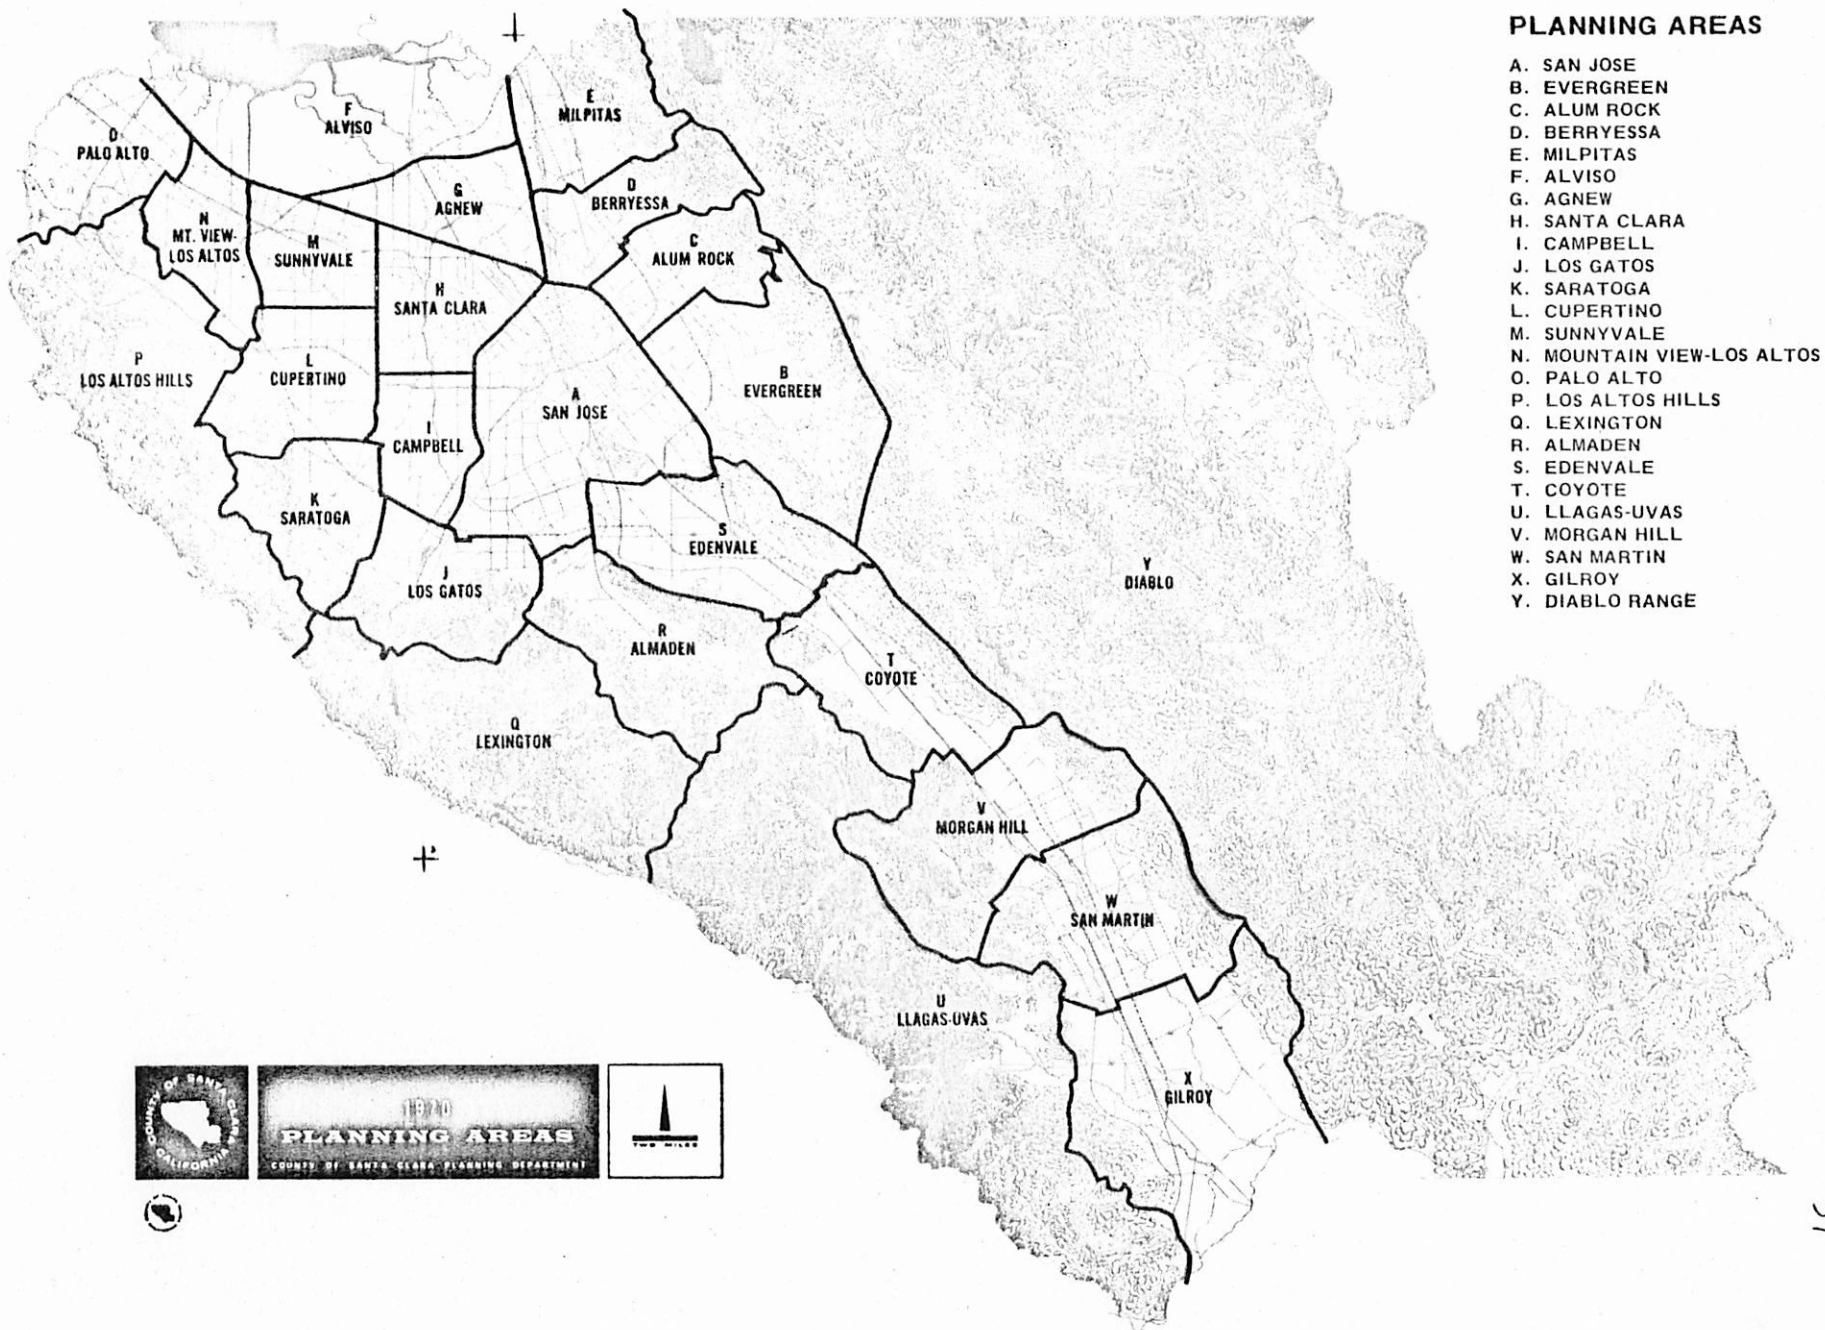 PLANNING AREAS
A. SAN JOSE
B. EVERGREEN
C. ALUM ROCK
D. BERRYESSA
E. MILPITAS
F. ALVISO
G. AGNEW
H. SANTA CLARA
I. CAMPBELL
J. LOS GATOS
K. SARATOGA
L. CUPERTINO
M. SUNNYVALE
N. MOUNTAIN VIEW-LOS ALTOS
O. PALO ALTO
P. LOS ALTOS HILLS
Q. LEXINGTON
R. ALMADEN
S. EDENVALE
T. COYOTE
U. LLAGAS-UVAS
V. MORGAN HILL
W. SAN MARTIN
X. GILROY
Y. DIABLO RANGE
E
MILPITAS
F
ALVISO
O
PALO ALTO
D
BERRYESSA
G
AGNEW
N
MT. VIEW-
LOS ALTOS
M
SUNNYVALE
C
ALUM ROCK
H
SANTA CLARA
P
LOS ALTOS HILLS
L
CUPERTINO
B
EVERGREEN
A
SAN JOSE
I
CAMPBELL
K
SARATOGA
S
EDENVALE
J
LOS GATOS
Y
DIABLO
R
ALMADEN
T
COYOTE
Q
LEXINGTON
V
MORGAN HILL
W
SAN MARTIN
U
LLAGAS-UVAS
X
GILROY
COUNTY OF SANTA CLARA
CALIFORNIA
1970
PLANNING AREAS
COUNTY OF SANTA CLARA PLANNING DEPARTMENT
TWO MILES